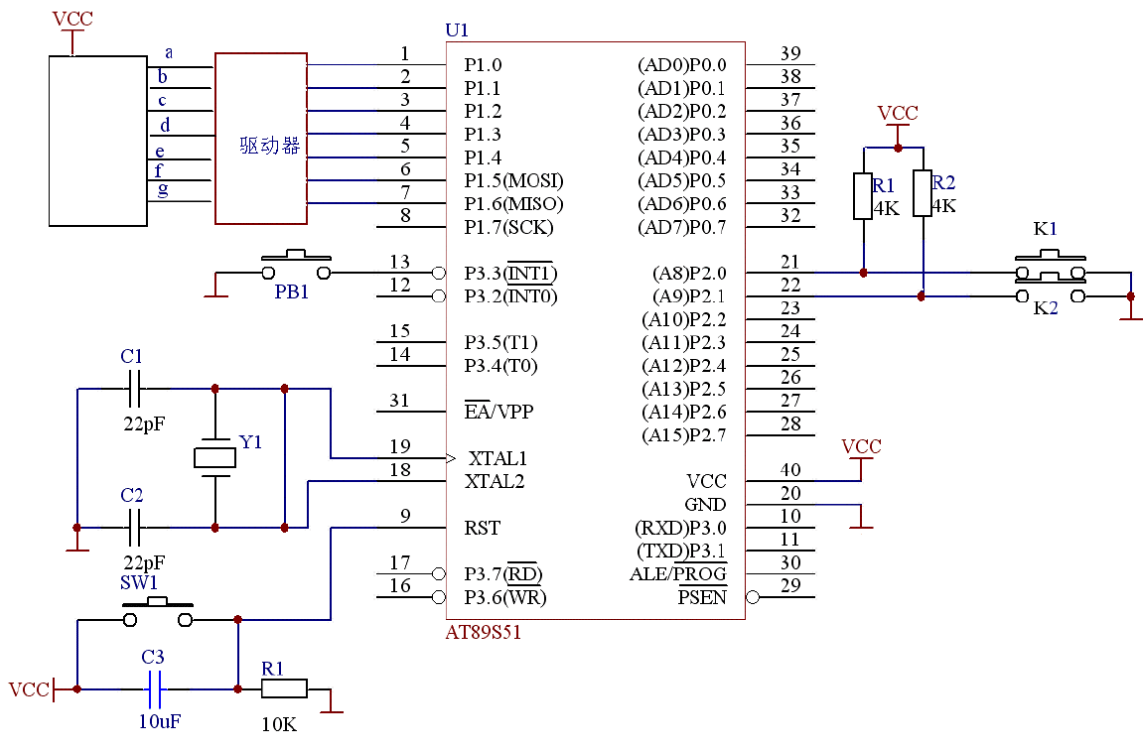 VCC
a
b
c
d
e
f
g
驱动器
U1
1 P1.0
2 P1.1
3 P1.2
4 P1.3
5 P1.4
6 P1.5(MOSI)
7 P1.6(MISO)
8 P1.7(SCK)
13 P3.3(INT1)
12 P3.2(INT0)
15 P3.5(T1)
14 P3.4(T0)
31 EA/VPP
19 XTAL1
18 XTAL2
9 RST
17 P3.7(RD)
16 P3.6(WR)
(AD0)P0.0 39
(AD1)P0.1 38
(AD2)P0.2 37
(AD3)P0.3 36
(AD4)P0.4 35
(AD5)P0.5 34
(AD6)P0.6 33
(AD7)P0.7 32
(A8)P2.0 21
(A9)P2.1 22
(A10)P2.2 23
(A11)P2.3 24
(A12)P2.4 25
(A13)P2.5 26
(A14)P2.6 27
(A15)P2.7 28
VCC 40
GND 20
(RXD)P3.0 10
(TXD)P3.1 11
ALE/PROG 30
PSEN 29
AT89S51
PB1
C1
22pF
Y1
C2
22pF
SW1
C3
10uF
VCC
R1
10K
VCC
R1
4K
R2
4K
K1
K2
VCC